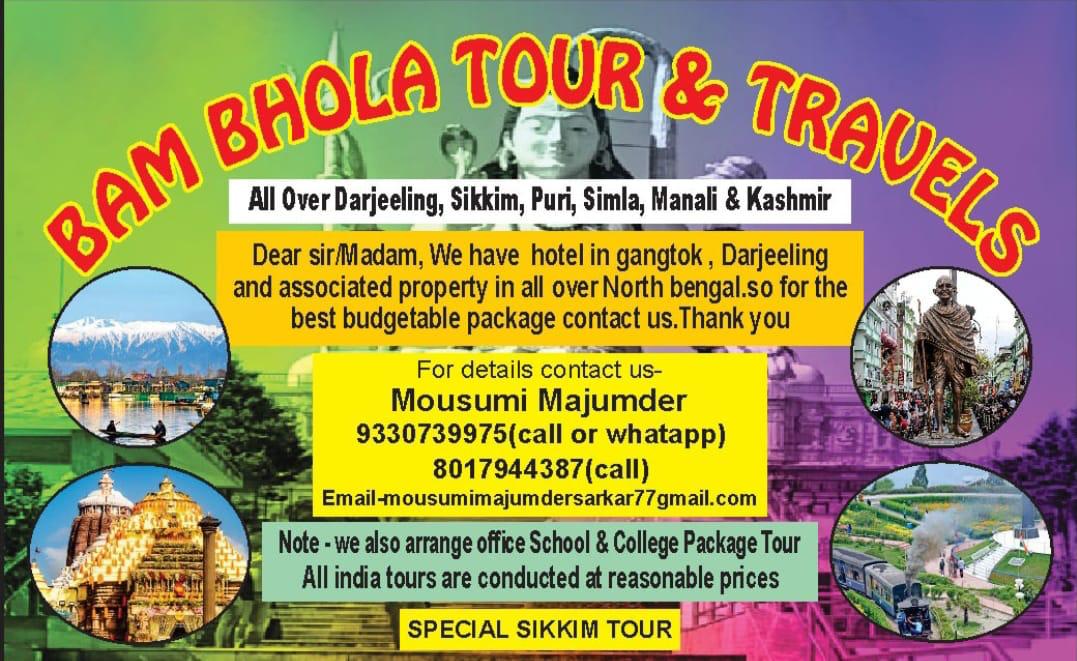 BAM BHOLA TOUR & TRAVELS
All Over Darjeeling, Sikkim, Puri, Simla, Manali & Kashmir
Dear sir/Madam, We have hotel in gangtok , Darjeeling
and associated property in all over North bengal.so for the
best budgetable package contact us.Thank you
For details contact us-
Mousumi Majumder
9330739975(call or whatapp)
8017944387(call)
Email-mousumimajumdersarkar77gmail.com
Note - we also arrange office School & College Package Tour
All india tours are conducted at reasonable prices
SPECIAL SIKKIM TOUR